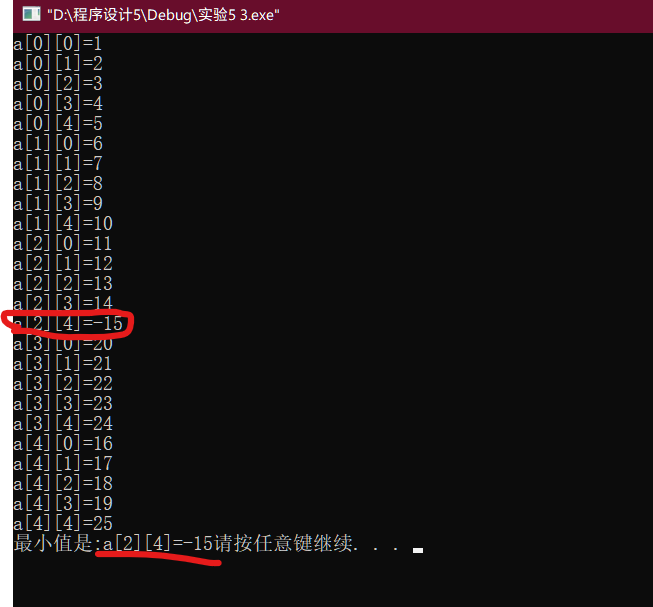 "D:\程序设计5\Debug\实验5 3.exe"
a[0][0]=1
a[0][1]=2
a[0][2]=3
a[0][3]=4
a[0][4]=5
a[1][0]=6
a[1][1]=7
a[1][2]=8
a[1][3]=9
a[1][4]=10
a[2][0]=11
a[2][1]=12
a[2][2]=13
a[2][3]=14
a[2][4]=-15
a[3][0]=20
a[3][1]=21
a[3][2]=22
a[3][3]=23
a[3][4]=24
a[4][0]=16
a[4][1]=17
a[4][2]=18
a[4][3]=19
a[4][4]=25
最小值是:a[2][4]=-15请按任意键继续. . .